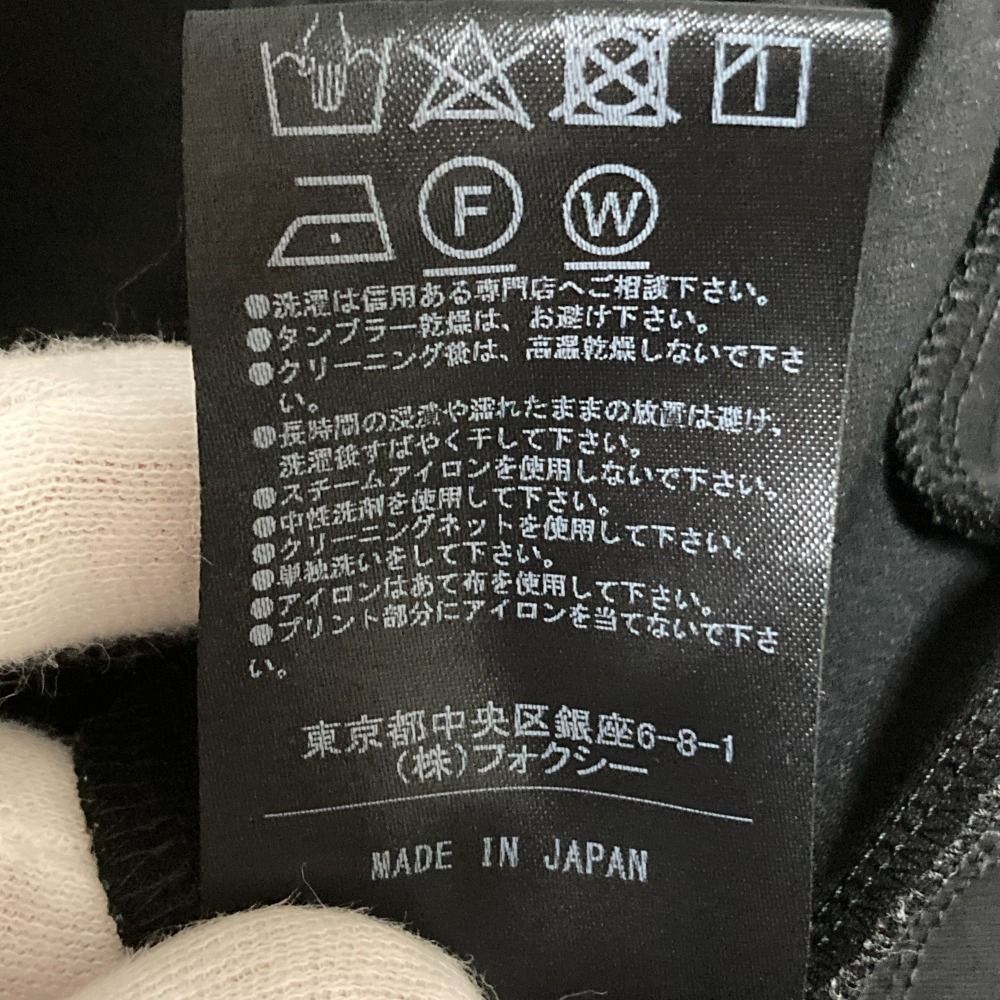 F W
●洗濯は信用ある専門店へご相談下さい。
●タンブラー乾燥は、お避け下さい。
●クリーニング後は、高温乾燥しないで下さ
い。
●長時間の浸漬や濡れたままの放置は避け、
洗濯後すばやく干して下さい。
●スチームアイロンを使用しないで下さい。
●中性洗剤を使用して下さい。
●クリーニングネットを使用して下さい。
●単独洗いをして下さい。
●アイロンはあて布を使用して下さい。
●プリント部分にアイロンを当てないで下さ
い。
東京都中央区銀座6-8-1
(株)フォクシー
MADE IN JAPAN